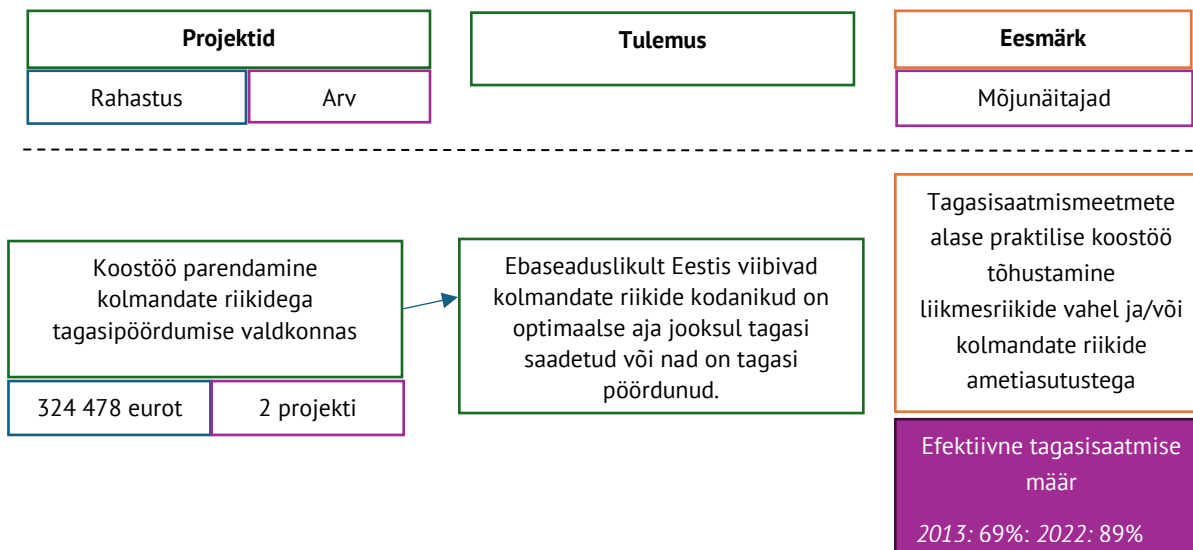 Projektid
Tulemus
Eesmärk
Rahastus
Arv
Mõjunäitajad
Koostöö parendamine
kolmandate riikidega
tagasipöördumise valdkonnas
324 478 eurot
2 projekti
Ebaseaduslikult Eestis viibivad
kolmandate riikide kodanikud on
optimaalse aja jooksul tagasi
saadetud või nad on tagasi
pöördunud.
Tagasisaatmismeetmete
alase praktilise koostöö
tõhustamine
liikmesriikide vahel ja/või
kolmandate riikide
ametiasutustega
Efektiivne tagasisaatmise
määr
2013: 69%: 2022: 89%